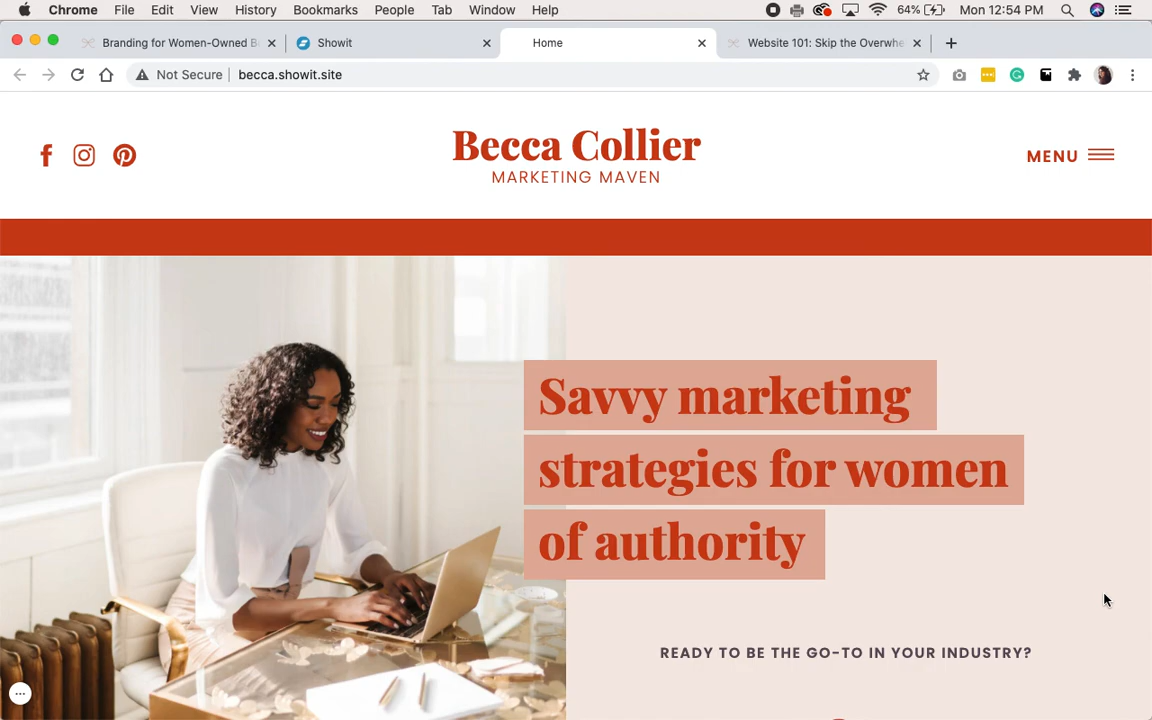 Chrome File Edit View History Bookmarks People Tab Window Help 64% Mon 12:54 PM
Branding for Women-Owned B
Showit
Home
Website 101: Skip the Overwhe
Not Secure becca.showit.site
Becca Collier
MARKETING MAVEN
MENU
Savvy marketing
strategies for women
of authority
READY TO BE THE GO-TO IN YOUR INDUSTRY?